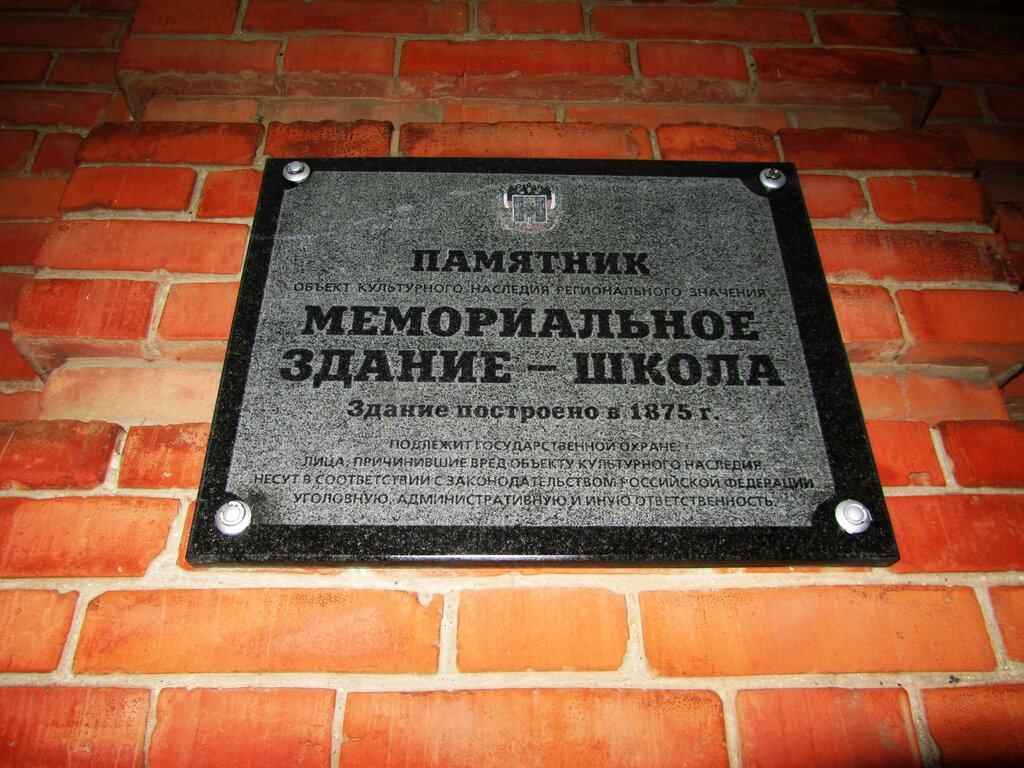 ПАМЯТНИК
ОБЪЕКТ КУЛЬТУРНОГО НАСЛЕДИЯ РЕГИОНАЛЬНОГО ЗНАЧЕНИЯ
МЕМОРИАЛЬНОЕ
ЗДАНИЕ – ШКОЛА
Здание построено в 1875 г.
ПОДЛЕЖИТ ГОСУДАРСТВЕННОЙ ОХРАНЕ.
ЛИЦА, ПРИЧИНИВШИЕ ВРЕД ОБЪЕКТУ КУЛЬТУРНОГО НАСЛЕДИЯ
НЕСУТ В СООТВЕТСТВИИ С ЗАКОНОДАТЕЛЬСТВОМ РОССИЙСКОЙ ФЕДЕРАЦИИ
УГОЛОВНУЮ, АДМИНИСТРАТИВНУЮ И ИНУЮ ОТВЕТСТВЕННОСТЬ.